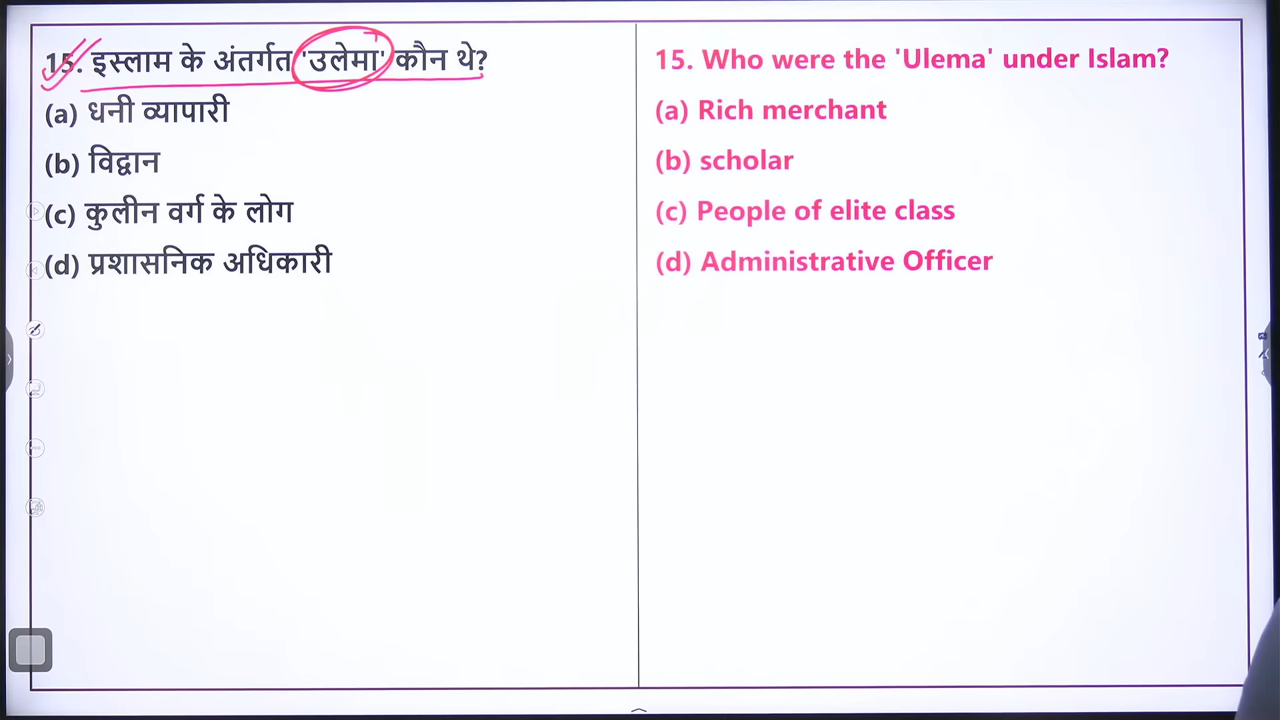 15. इस्लाम के अंतर्गत 'उलेमा' कौन थे?
(a) धनी व्यापारी
(b) विद्वान
(c) कुलीन वर्ग के लोग
(d) प्रशासनिक अधिकारी
15. Who were the 'Ulema' under Islam?
(a) Rich merchant
(b) scholar
(c) People of elite class
(d) Administrative Officer